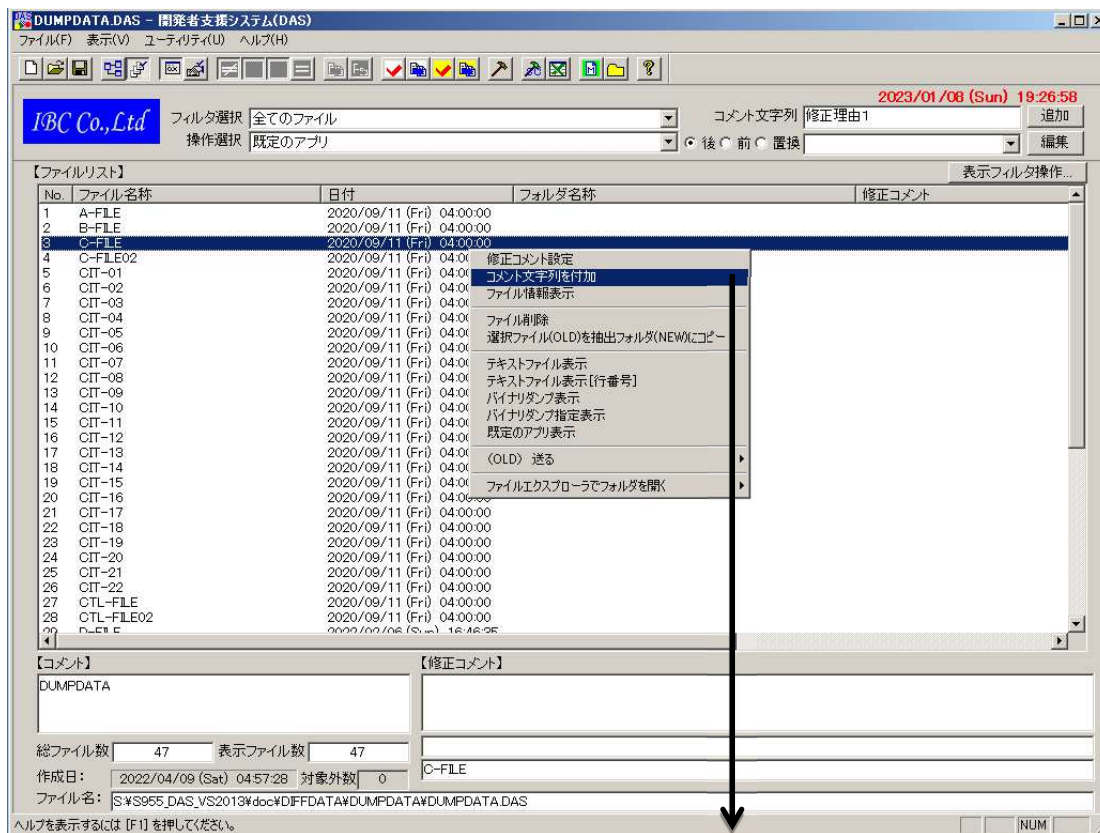 DUMPDATA.DAS - 開発者支援システム(DAS)
ファイル(F) 表示(V) ユーティリティ(U) ヘルプ(H)
2023/01/08 (Sun) 19:26:58
IBC Co.,Ltd
フィルタ選択 全てのファイル コメント文字列 修正理由1 追加
操作選択 既定のアプリ 後 前 置換 編集
【ファイルリスト】 表示フィルタ操作...
No. ファイル名称 日付 フォルダ名称 修正コメント
1 A-FILE 2020/09/11 (Fri) 04:00:00
2 B-FILE 2020/09/11 (Fri) 04:00:00
3 C-FILE 2020/09/11 (Fri) 04:00:00
4 C-FILE02 2020/09/11 (Fri) 04:0
5 CIT-01 2020/09/11 (Fri) 04:0
6 CIT-02 2020/09/11 (Fri) 04:0
7 CIT-03 2020/09/11 (Fri) 04:0
8 CIT-04 2020/09/11 (Fri) 04:0
9 CIT-05 2020/09/11 (Fri) 04:0
10 CIT-06 2020/09/11 (Fri) 04:0
11 CIT-07 2020/09/11 (Fri) 04:0
12 CIT-08 2020/09/11 (Fri) 04:0
13 CIT-09 2020/09/11 (Fri) 04:0
14 CIT-10 2020/09/11 (Fri) 04:0
15 CIT-11 2020/09/11 (Fri) 04:0
16 CIT-12 2020/09/11 (Fri) 04:0
17 CIT-13 2020/09/11 (Fri) 04:0
18 CIT-14 2020/09/11 (Fri) 04:0
19 CIT-15 2020/09/11 (Fri) 04:0
20 CIT-16 2020/09/11 (Fri) 04:00:00
21 CIT-17 2020/09/11 (Fri) 04:00:00
22 CIT-18 2020/09/11 (Fri) 04:00:00
23 CIT-19 2020/09/11 (Fri) 04:00:00
24 CIT-20 2020/09/11 (Fri) 04:00:00
25 CIT-21 2020/09/11 (Fri) 04:00:00
26 CIT-22 2020/09/11 (Fri) 04:00:00
27 CTL-FILE 2020/09/11 (Fri) 04:00:00
28 CTL-FILE02 2020/09/11 (Fri) 04:00:00
29 D-FILE 2022/02/06 (Sun) 16:46:35
修正コメント設定
コメント文字列を付加
ファイル情報表示
ファイル削除
選択ファイル(OLD)を抽出フォルダ(NEW)にコピー
テキストファイル表示
テキストファイル表示[行番号]
バイナリダンプ表示
バイナリダンプ指定表示
既定のアプリ表示
(OLD) 送る
ファイルエクスプローラでフォルダを開く
【コメント】 【修正コメント】
DUMPDATA
総ファイル数 47 表示ファイル数 47
C-FILE
作成日: 2022/04/09 (Sat) 04:57:28 対象外数 0
ファイル名: S:¥S955_DAS_VS2013¥doc¥DIFFDATA¥DUMPDATA¥DUMPDATA.DAS
ヘルプを表示するには [F1] を押してください。 NUM